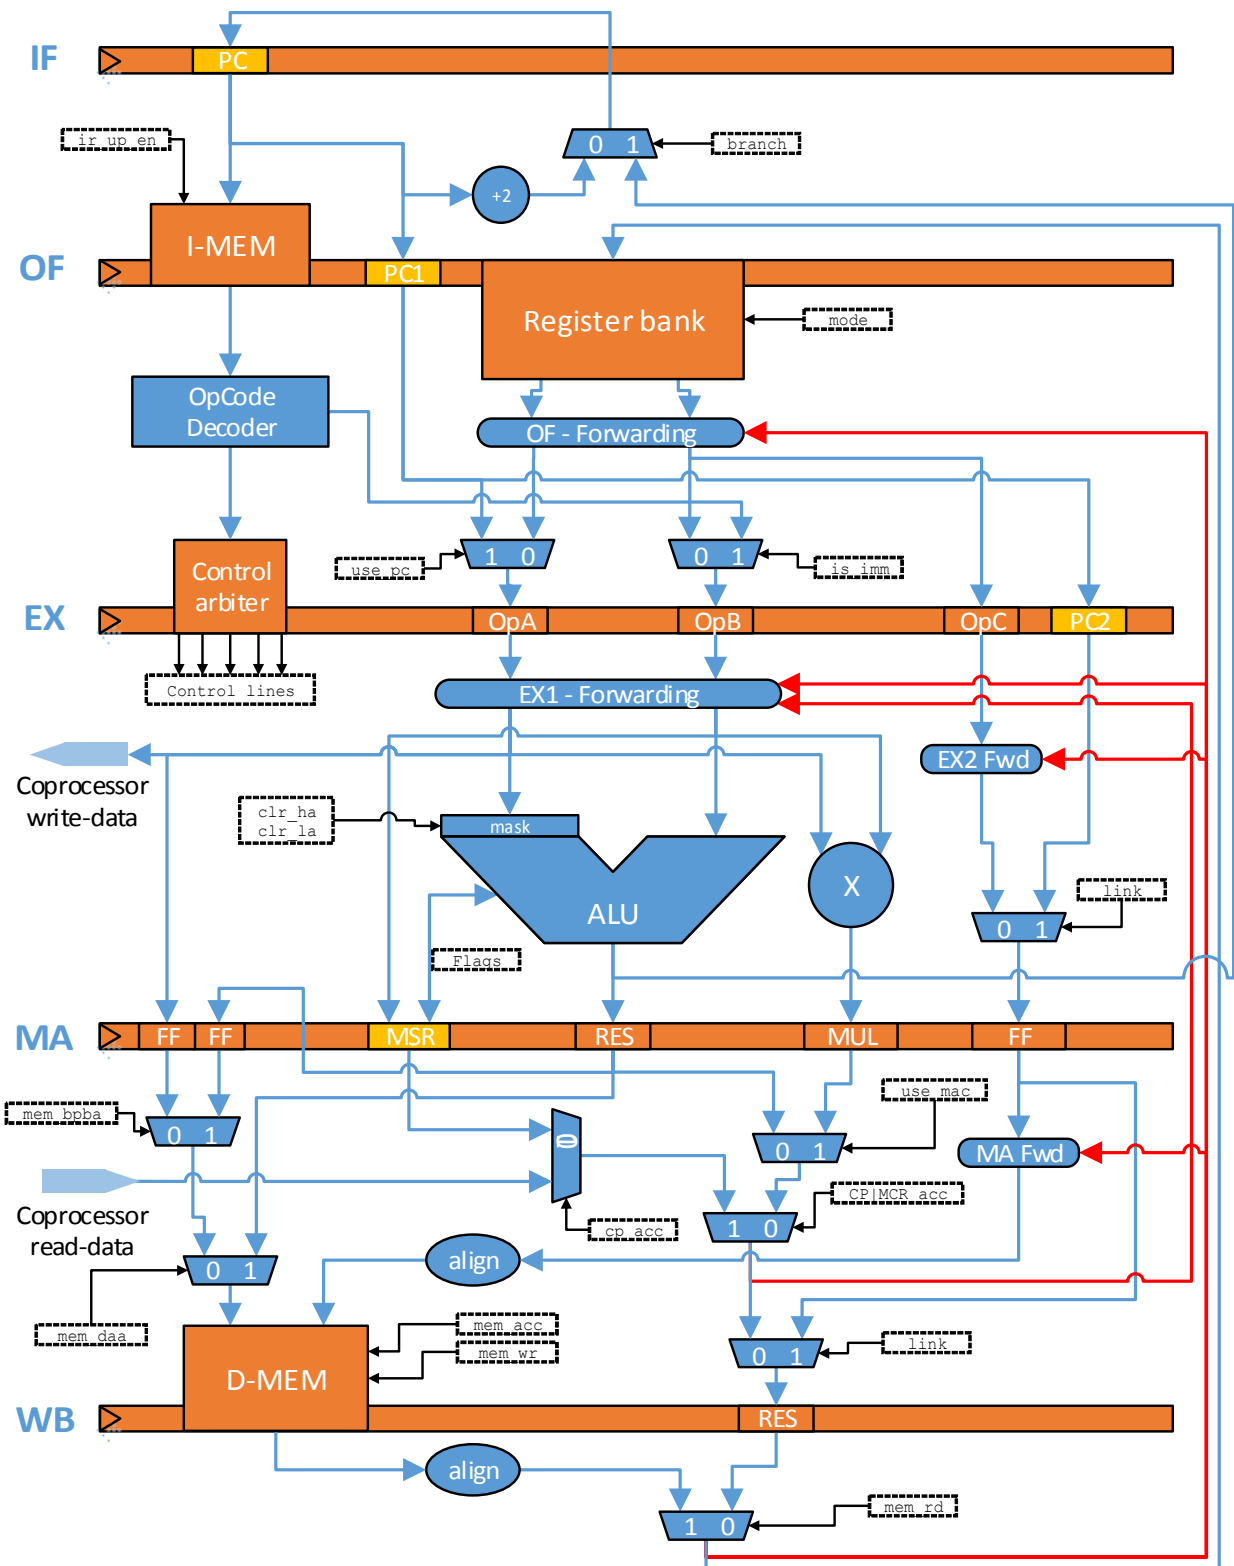 IF
PC
ir_up_en
0 1
branch
+2
I-MEM
OF
PC1
Register bank
mode
OpCode
Decoder
OF - Forwarding
use_pc
1 0
0 1
is_imm
Control
arbiter
EX
OpA
OpB
OpC
PC2
Control lines
EX1 - Forwarding
EX2 Fwd
Coprocessor
write-data
clr_ha
clr_la
mask
ALU
X
link
0 1
Flags
MA
FF
FF
MSR
RES
MUL
FF
mem_bpba
0 1
use_mac
0 1
MA Fwd
Coprocessor
read-data
cp_acc
CP|MCR_acc
1 0
align
0 1
mem_daa
mem_acc
mem_wr
D-MEM
link
0 1
WB
RES
align
mem_rd
1 0